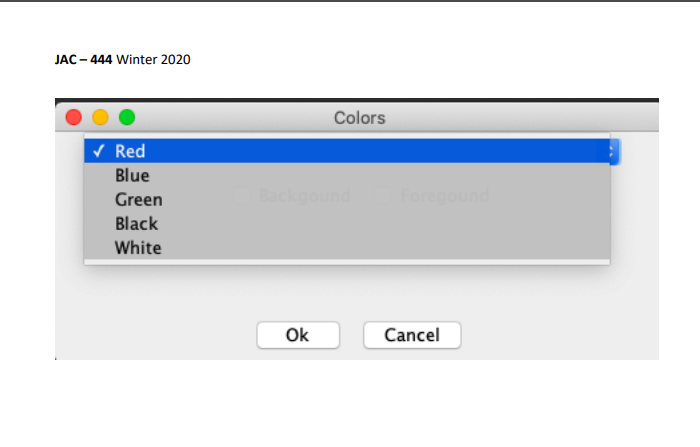 JAC – 444 Winter 2020
Colors
✓ Red
Blue
Green
Backgound Foregound
Black
White
Ok Cancel